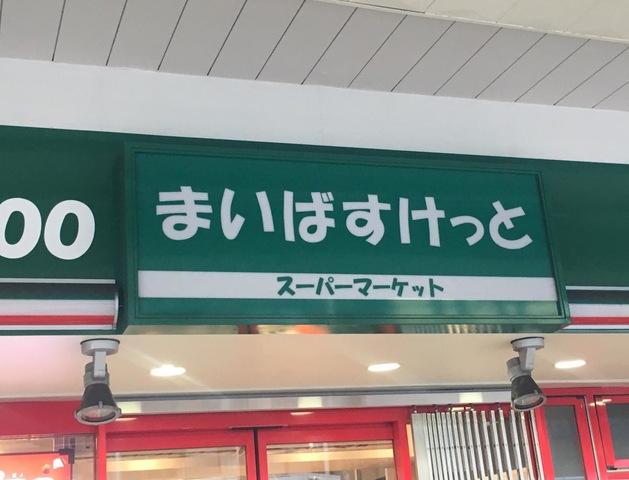 00
まいばすけっと
スーパーマーケット